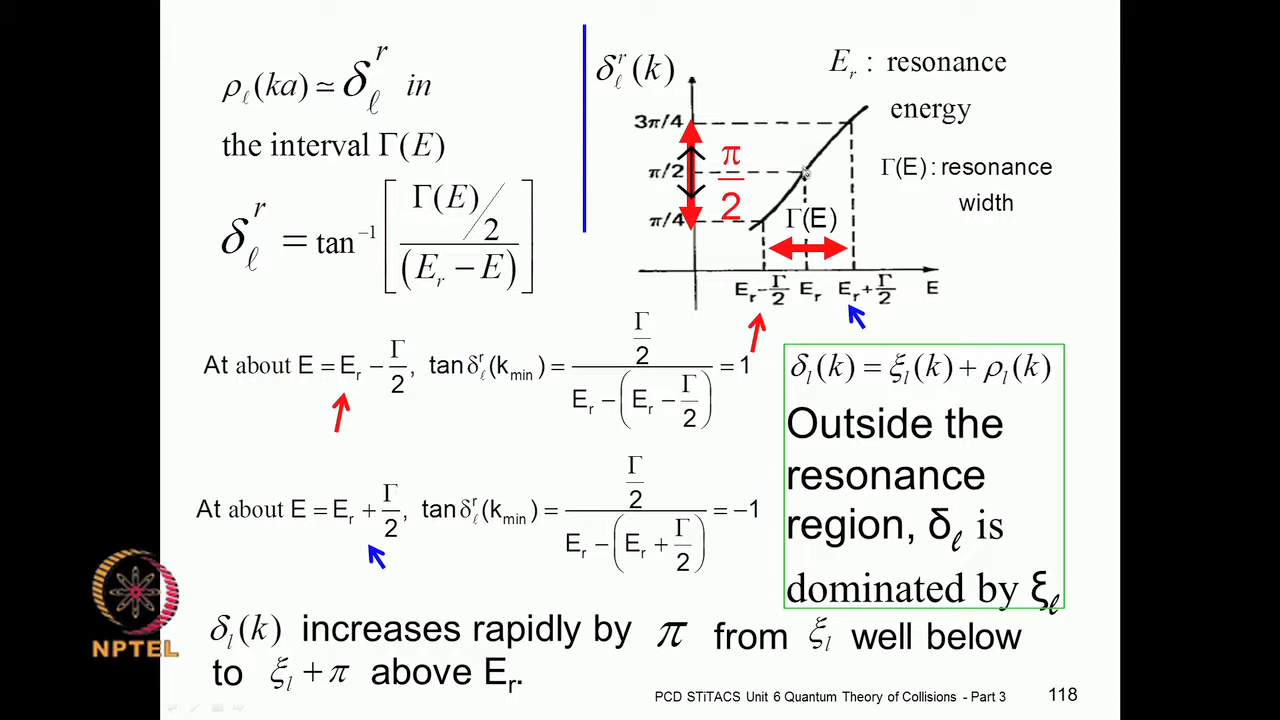 ρℓ(ka) ≃ δℓ^r in
the interval Γ(E)
δℓ^r = tan⁻¹ [ Γ(E)/2 / (Er − E) ]
δℓ^r(k)
3π/4
π/2
π/4
π/2
Γ(E)
Er − Γ/2 Er Er + Γ/2 E
Er : resonance
energy
Γ(E) : resonance
width
At about E = Er − Γ/2, tan δℓ^r(kmin) = (Γ/2) / (Er − (Er − Γ/2)) = 1
At about E = Er + Γ/2, tan δℓ^r(kmin) = (Γ/2) / (Er − (Er + Γ/2)) = −1
δl(k) = ξl(k) + ρl(k)
Outside the
resonance
region, δℓ is
dominated by ξℓ
δl(k) increases rapidly by π from ξl well below
to ξl + π above Er.
NPTEL
PCD STiTACS Unit 6 Quantum Theory of Collisions - Part 3 118